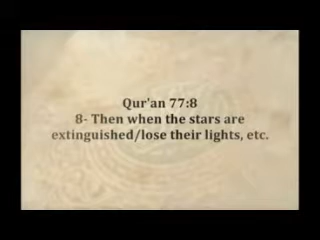 Qur'an 77:8
8- Then when the stars are
extinguished/lose their lights, etc.